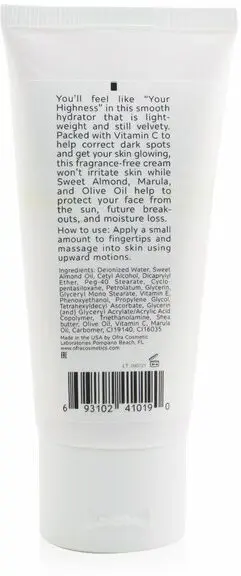 You'll feel like "Your
Highness" in this smooth
hydrator that is light-
weight and still velvety.
Packed with Vitamin C to
help correct dark spots
and get your skin glowing,
this fragrance-free cream
won't irritate skin while
Sweet Almond, Marula,
and Olive Oil help to
protect your face from
the sun, future break-
outs, and moisture loss.
How to use: Apply a small
amount to fingertips and
massage into skin using
upward motions.
Ingredients: Deionized Water, Sweet
Almond Oil, Cetyl Alcohol, Dicaprylyl
Ether, Peg-40 Stearate, Cyclo-
pentasiloxane, Petrolatum, Glycerin,
Glyceryl Mono Stearate, Vitamin E,
Phenoxyethanol, Propylene Glycol,
Tetrahexyldecyl Ascorbate, Glycerin
(and) Glyceryl Acrylate/Acrylic Acid
Copolymer, Triethanolamine, Shea
butter, Olive Oil, Vitamin C, Marula
Oil, Carbomer, CI19140, CI16035
Made in the USA by Ofra Cosmetic
Laboratories Pompano Beach, FL
www.ofracosmetics.com
6 93102 41019 0